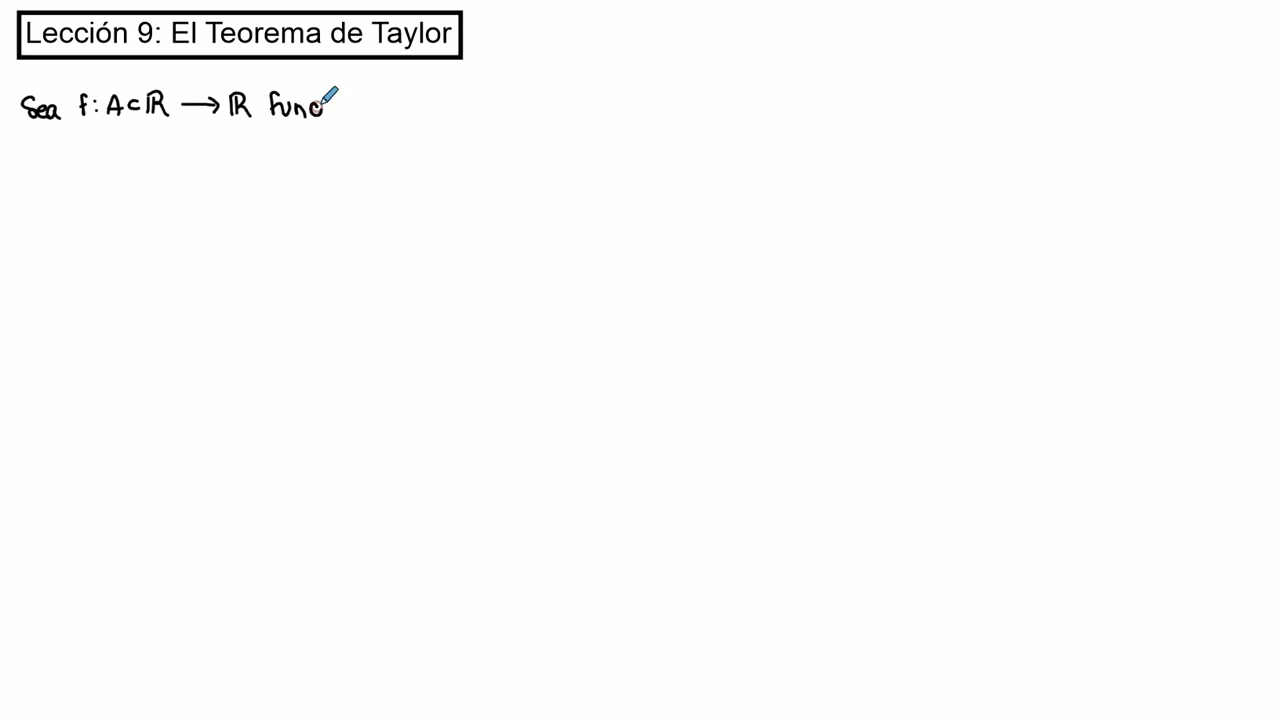 Lección 9: El Teorema de Taylor
Sea f: A⊂ℝ ⟶ ℝ func